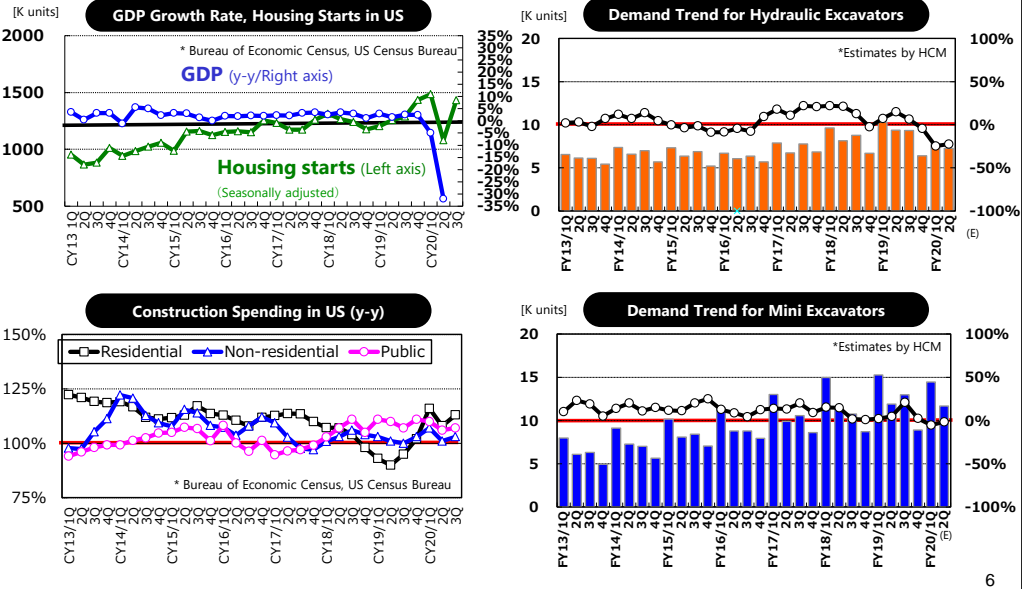 [K units]
GDP Growth Rate, Housing Starts in US
2000
1500
1000
500
35%
30%
25%
20%
15%
10%
5%
0%
-5%
-10%
-15%
-20%
-25%
-30%
-35%
* Bureau of Economic Census, US Census Bureau
GDP (y-y/Right axis)
Housing starts (Left axis)
(Seasonally adjusted)
CY13 1Q 2Q 3Q 4Q CY14/1Q 2Q 3Q 4Q CY15/1Q 2Q 3Q 4Q CY16/1Q 2Q 3Q 4Q CY17/1Q 2Q 3Q 4Q CY18/1Q 2Q 3Q 4Q CY19/1Q 2Q 3Q 4Q CY20/1Q 2Q 3Q
[K units]
Demand Trend for Hydraulic Excavators
20
15
10
5
0
100%
50%
0%
-50%
-100%
*Estimates by HCM
FY13/1Q 2Q 3Q 4Q FY14/1Q 2Q 3Q 4Q FY15/1Q 2Q 3Q 4Q FY16/1Q 2Q 3Q 4Q FY17/1Q 2Q 3Q 4Q FY18/1Q 2Q 3Q 4Q FY19/1Q 2Q 3Q 4Q FY20/1Q 2Q
(E)
Construction Spending in US (y-y)
150%
125%
100%
75%
Residential Non-residential Public
* Bureau of Economic Census, US Census Bureau
CY13/1Q 2Q 3Q 4Q CY14/1Q 2Q 3Q 4Q CY15/1Q 2Q 3Q 4Q CY16/1Q 2Q 3Q 4Q CY17/1Q 2Q 3Q 4Q CY18/1Q 2Q 3Q 4Q CY19/1Q 2Q 3Q 4Q CY20/1Q 2Q 3Q
[K units]
Demand Trend for Mini Excavators
20
15
10
5
0
100%
50%
0%
-50%
-100%
*Estimates by HCM
FY13/1Q 2Q 3Q 4Q FY14/1Q 2Q 3Q 4Q FY15/1Q 2Q 3Q 4Q FY16/1Q 2Q 3Q 4Q FY17/1Q 2Q 3Q 4Q FY18/1Q 2Q 3Q 4Q FY19/1Q 2Q 3Q 4Q FY20/1Q 2Q
(E)
6